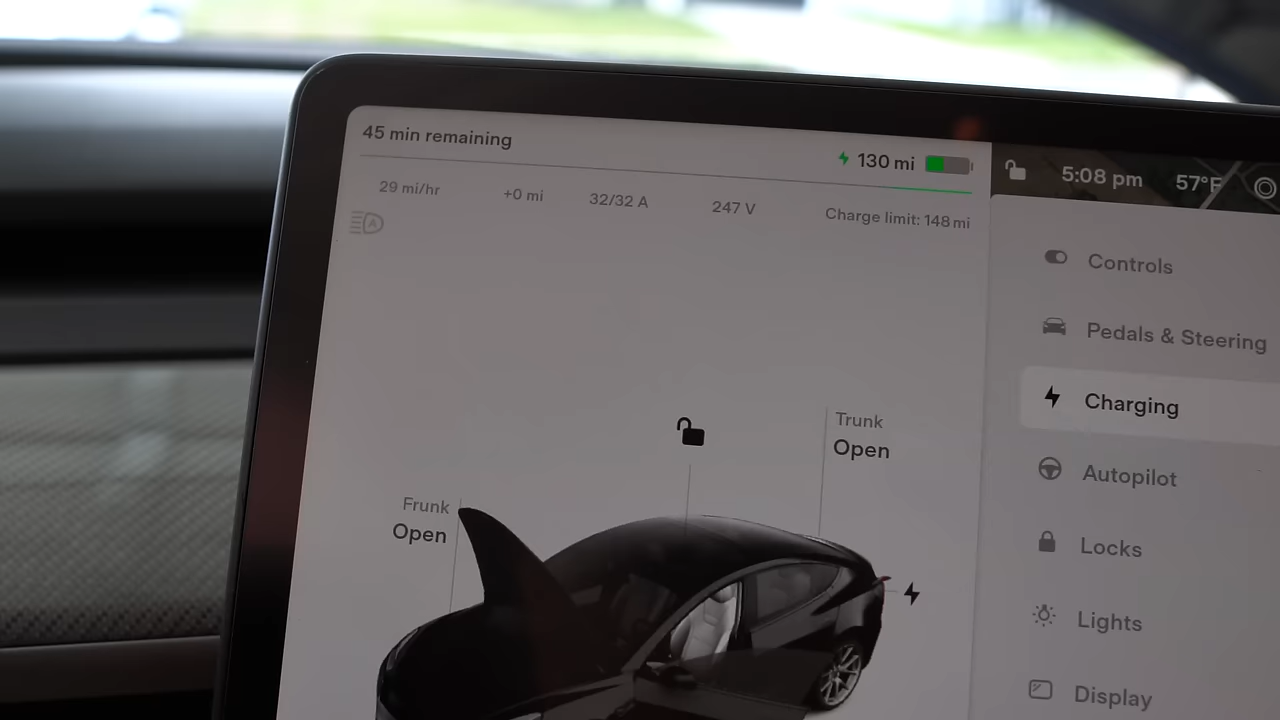 45 min remaining
130 mi
29 mi/hr
+0 mi
32/32 A
247 V
Charge limit: 148 mi
A
Trunk
Open
Frunk
Open
5:08 pm
57°F
Controls
Pedals & Steering
Charging
Autopilot
Locks
Lights
Display